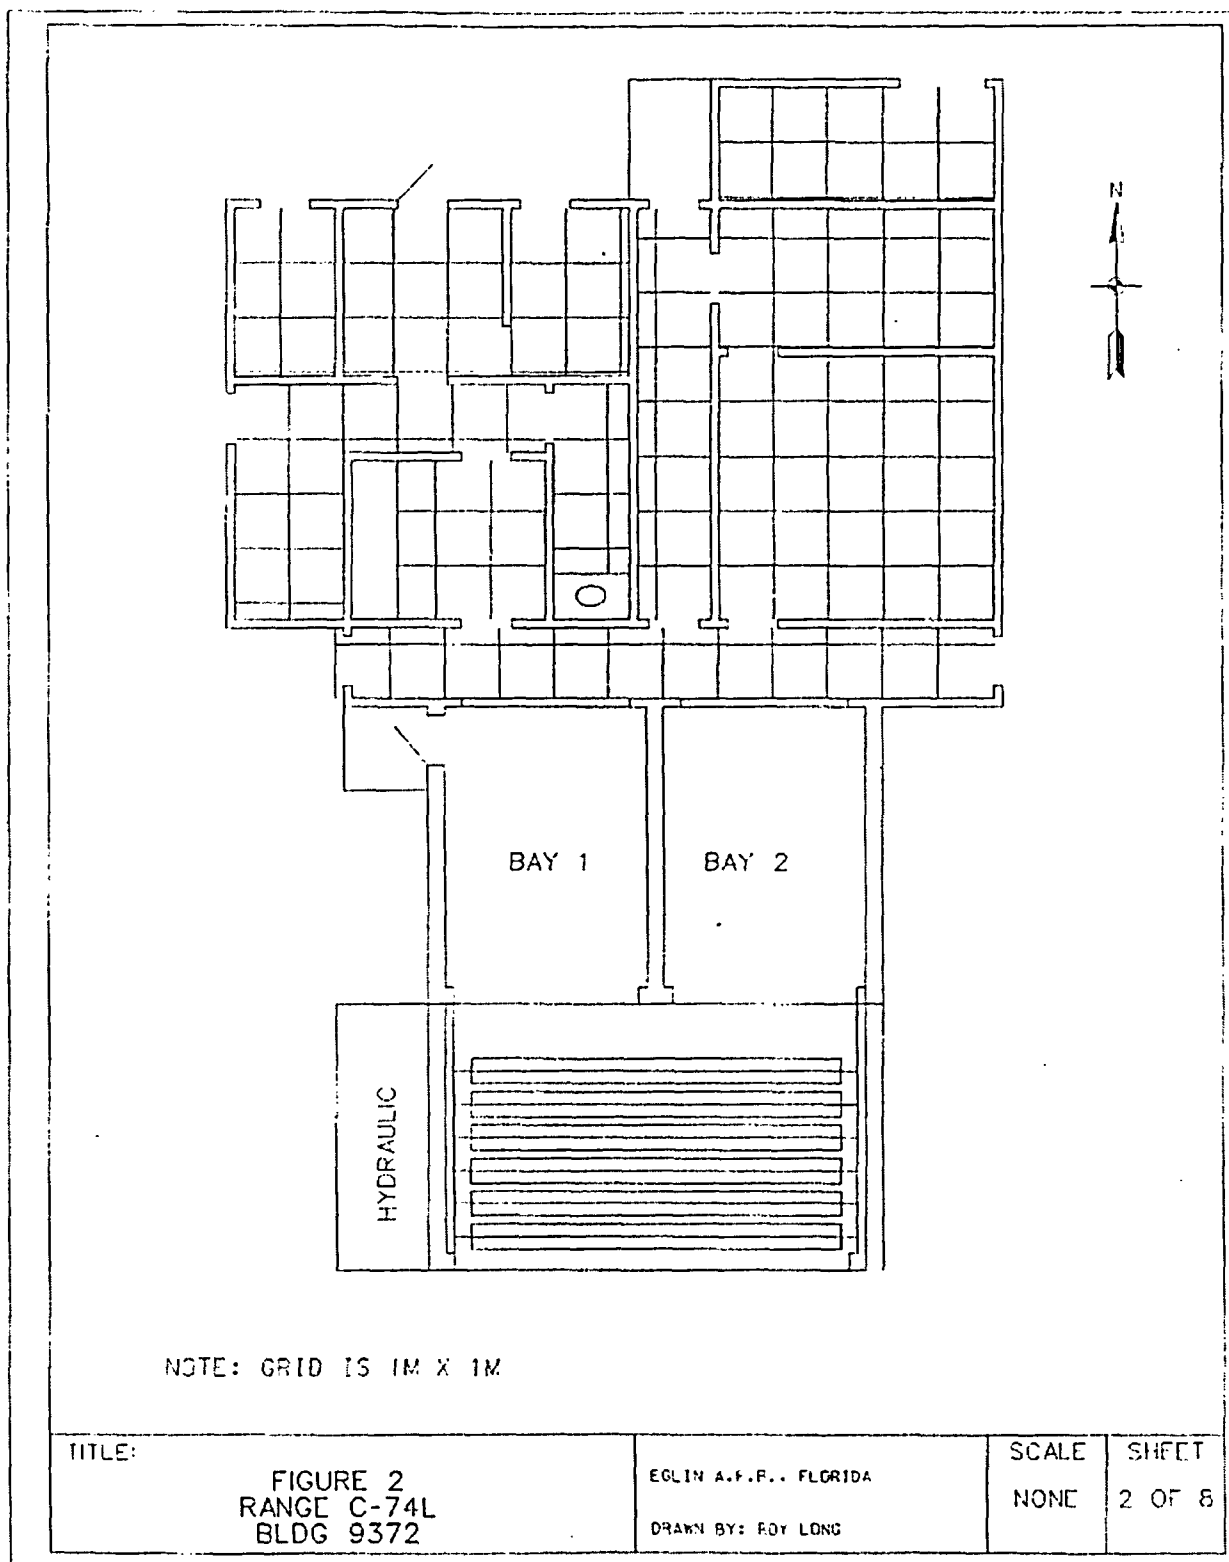 N
BAY 1
BAY 2
HYDRAULIC
NOTE: GRID IS 1M X 1M
TITLE:
FIGURE 2
RANGE C-74L
BLDG 9372
EGLIN A.F.B., FLORIDA
DRAWN BY: ROY LONG
SCALE
NONE
SHEET
2 OF 8